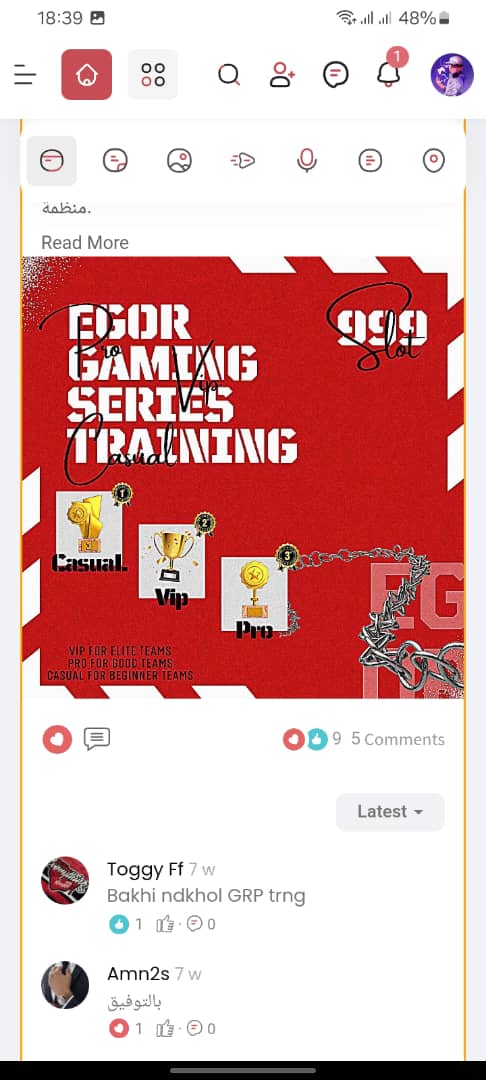 18:39
48%
1
منظمة.
Read More
EGOR
GAMING
SERIES
TRAINING
Pro
Vip
Casual
999
Slot
1
Casual.
2
Vip
3
Pro
EG
VIP FOR ELITE TEAMS
PRO FOR GOOD TEAMS
CASUAL FOR BEGINNER TEAMS
9 5 Comments
Latest
Toggy Ff 7 w
Bakhi ndkhol GRP trng
1 · 0
Amn2s 7 w
بالتوفيق
1 · 0